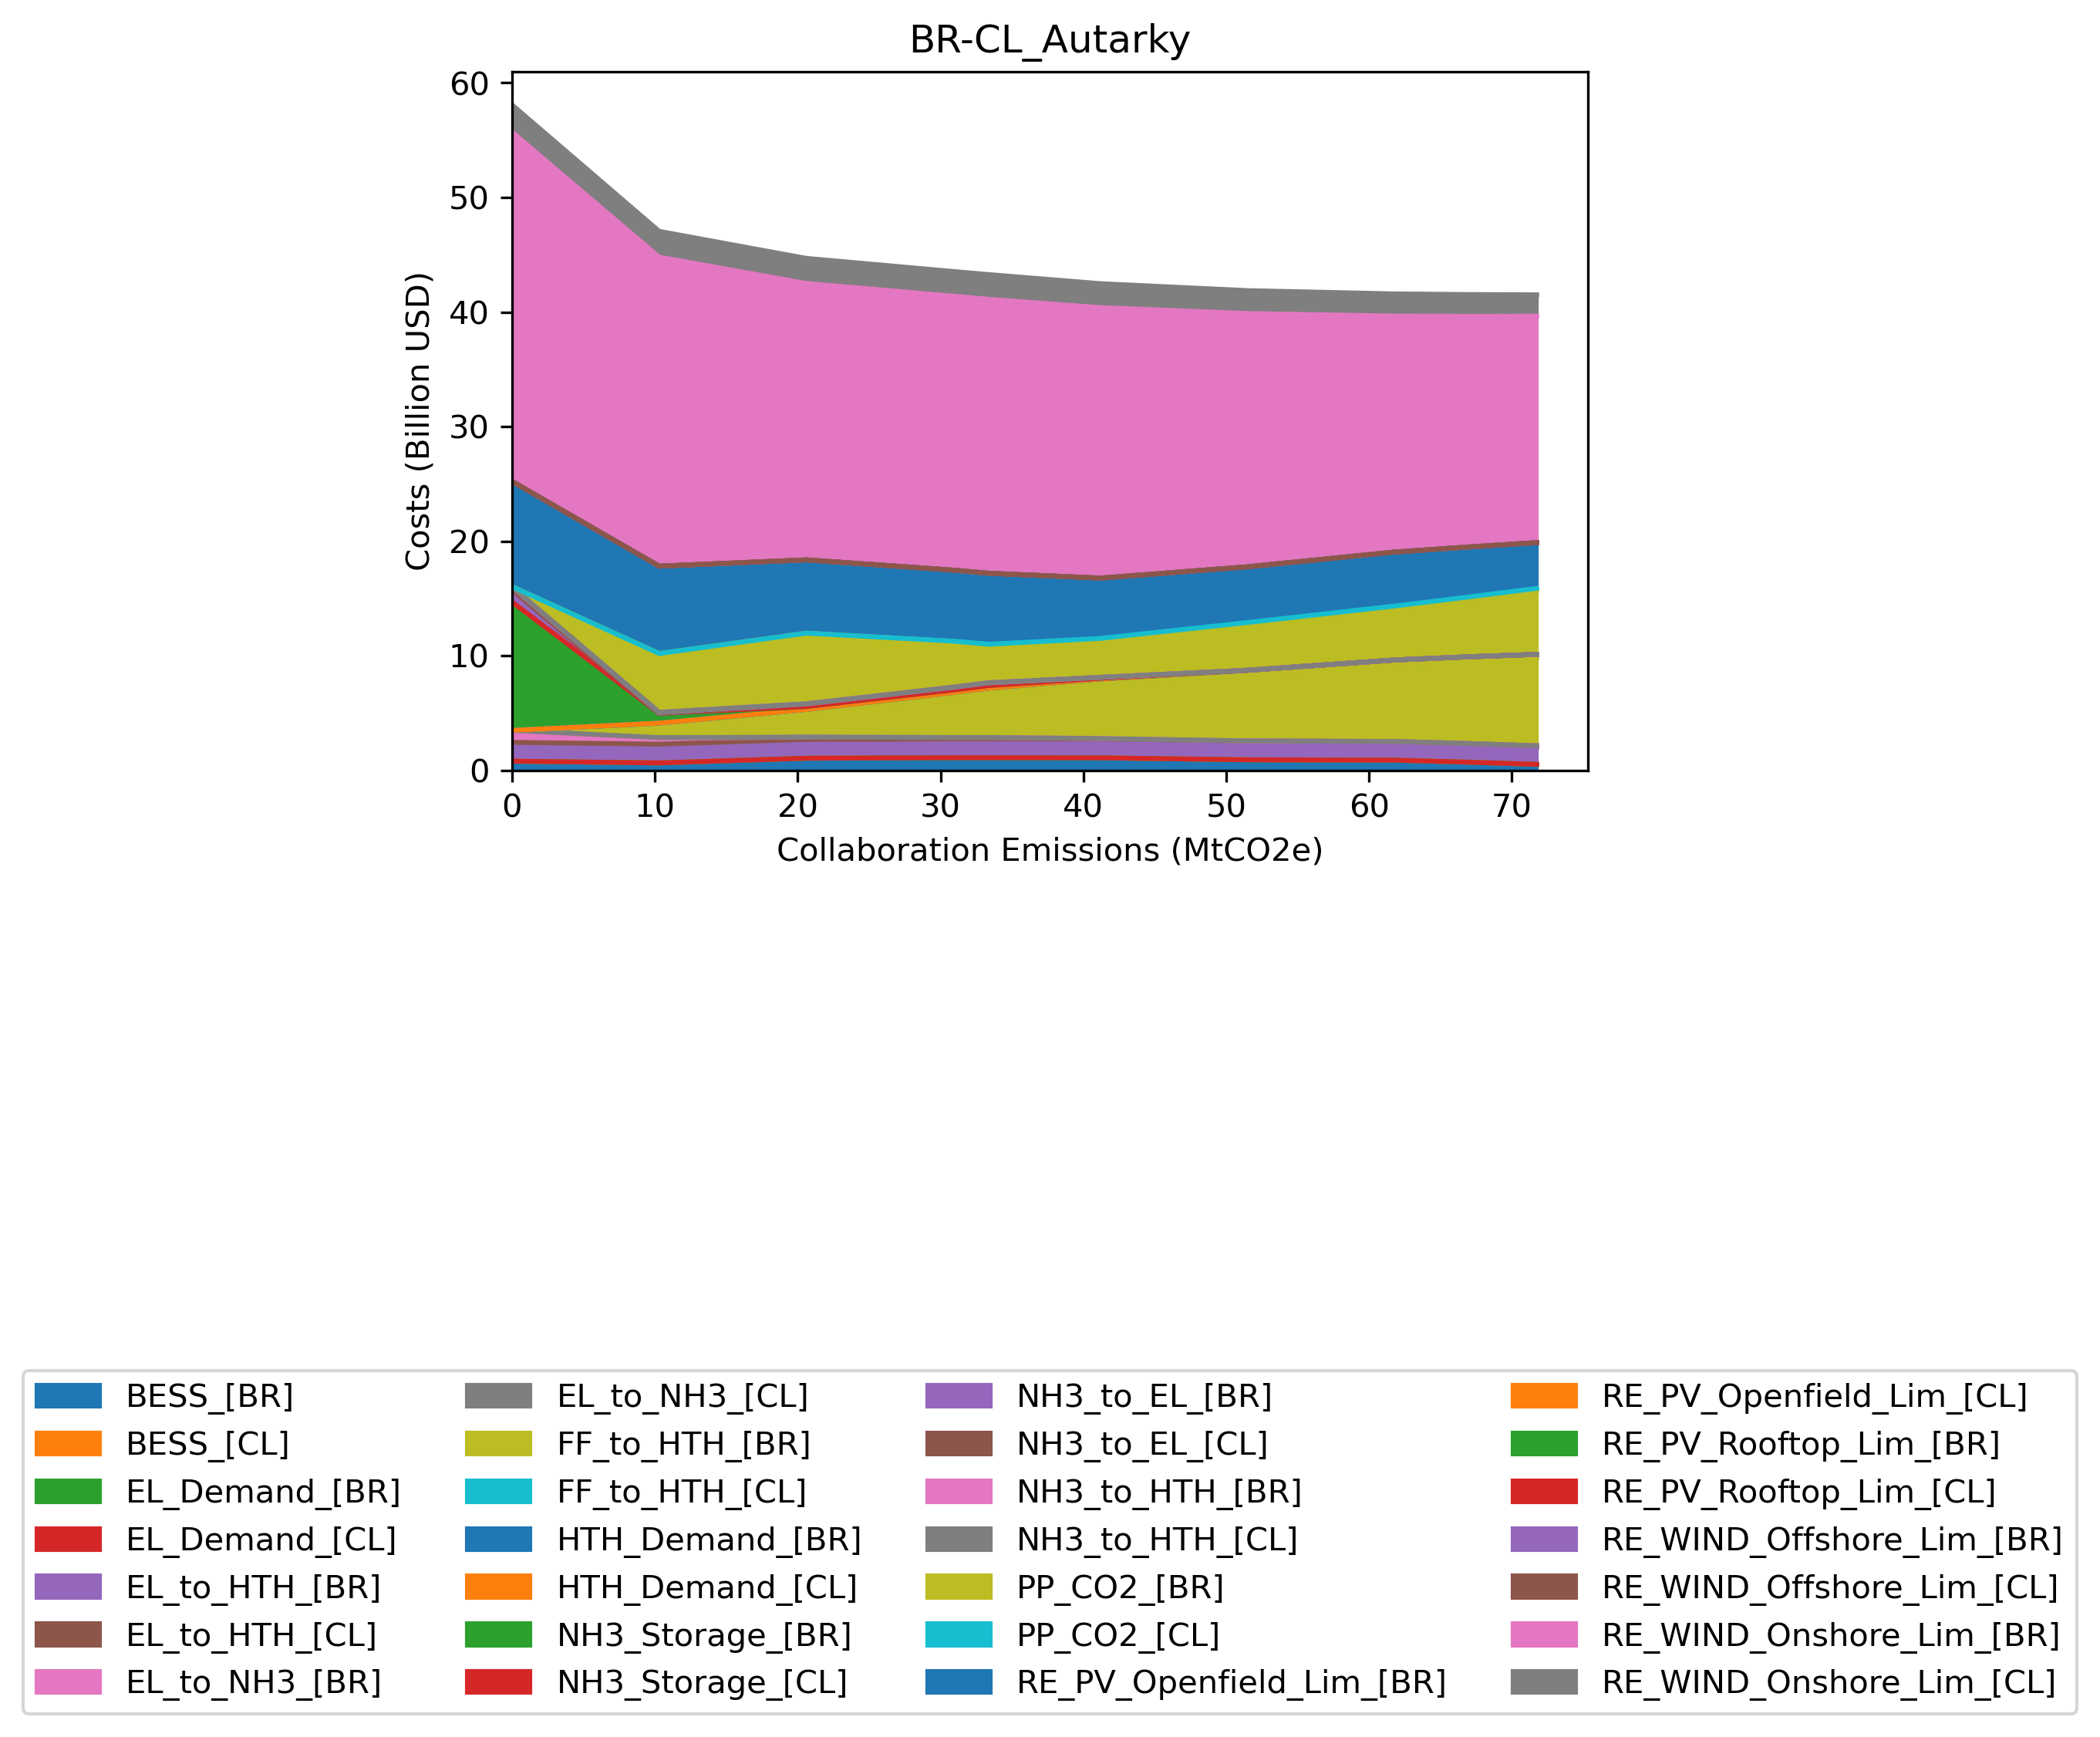 BR-CL_Autarky
60
50
40
30
20
10
0
Costs (Billion USD)
0 10 20 30 40 50 60 70
Collaboration Emissions (MtCO2e)
BESS_[BR]
BESS_[CL]
EL_Demand_[BR]
EL_Demand_[CL]
EL_to_HTH_[BR]
EL_to_HTH_[CL]
EL_to_NH3_[BR]
EL_to_NH3_[CL]
FF_to_HTH_[BR]
FF_to_HTH_[CL]
HTH_Demand_[BR]
HTH_Demand_[CL]
NH3_Storage_[BR]
NH3_Storage_[CL]
NH3_to_EL_[BR]
NH3_to_EL_[CL]
NH3_to_HTH_[BR]
NH3_to_HTH_[CL]
PP_CO2_[BR]
PP_CO2_[CL]
RE_PV_Openfield_Lim_[BR]
RE_PV_Openfield_Lim_[CL]
RE_PV_Rooftop_Lim_[BR]
RE_PV_Rooftop_Lim_[CL]
RE_WIND_Offshore_Lim_[BR]
RE_WIND_Offshore_Lim_[CL]
RE_WIND_Onshore_Lim_[BR]
RE_WIND_Onshore_Lim_[CL]